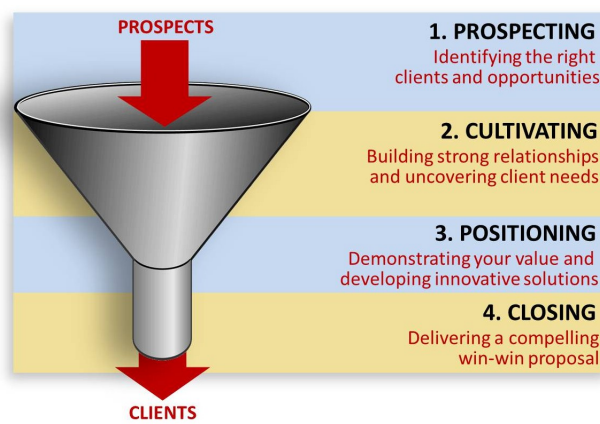 PROSPECTS
1. PROSPECTING
Identifying the right
clients and opportunities
2. CULTIVATING
Building strong relationships
and uncovering client needs
3. POSITIONING
Demonstrating your value and
developing innovative solutions
4. CLOSING
Delivering a compelling
win-win proposal
CLIENTS